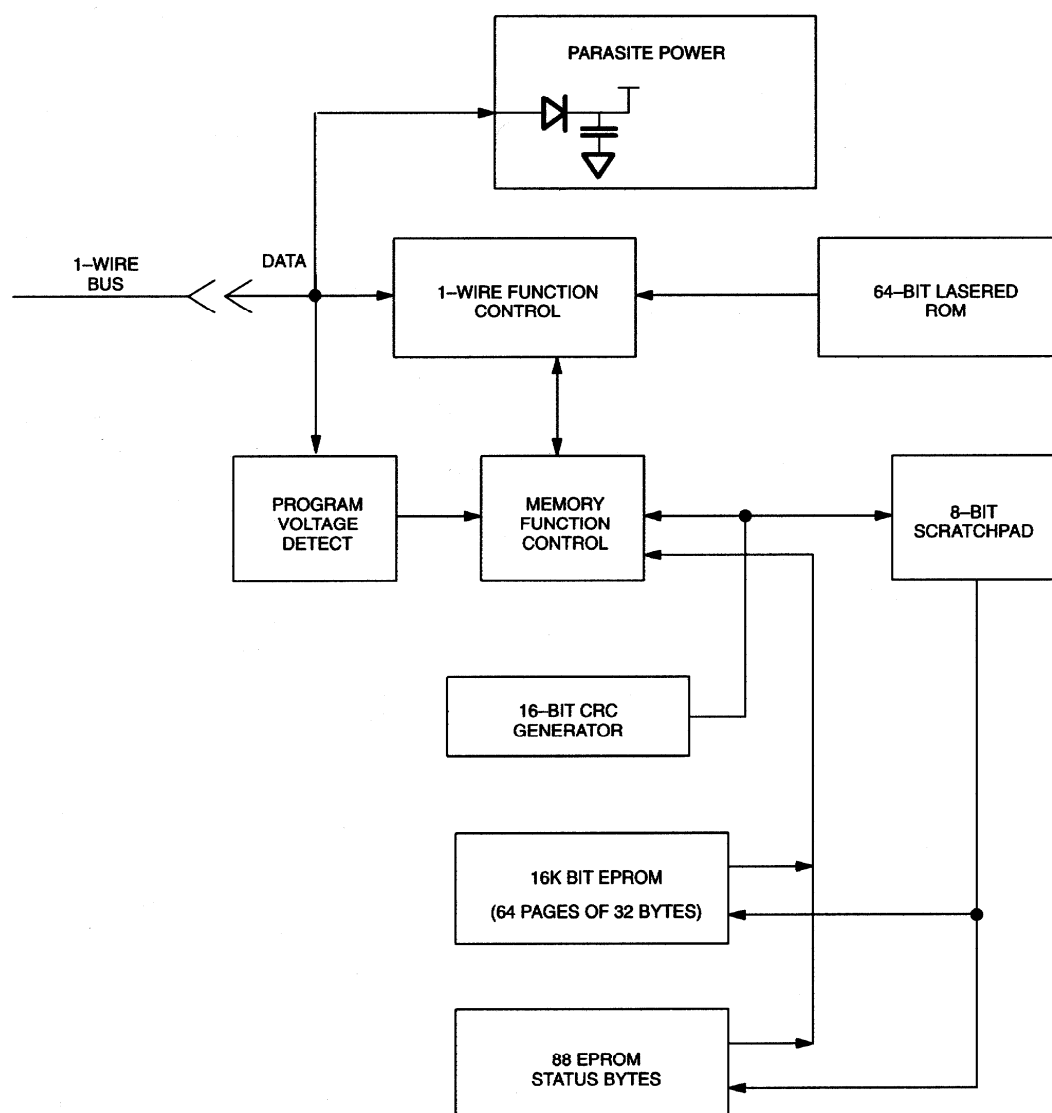 PARASITE POWER
1–WIRE
BUS
DATA
1–WIRE FUNCTION
CONTROL
64–BIT LASERED
ROM
PROGRAM
VOLTAGE
DETECT
MEMORY
FUNCTION
CONTROL
8–BIT
SCRATCHPAD
16–BIT CRC
GENERATOR
16K BIT EPROM
(64 PAGES OF 32 BYTES)
88 EPROM
STATUS BYTES